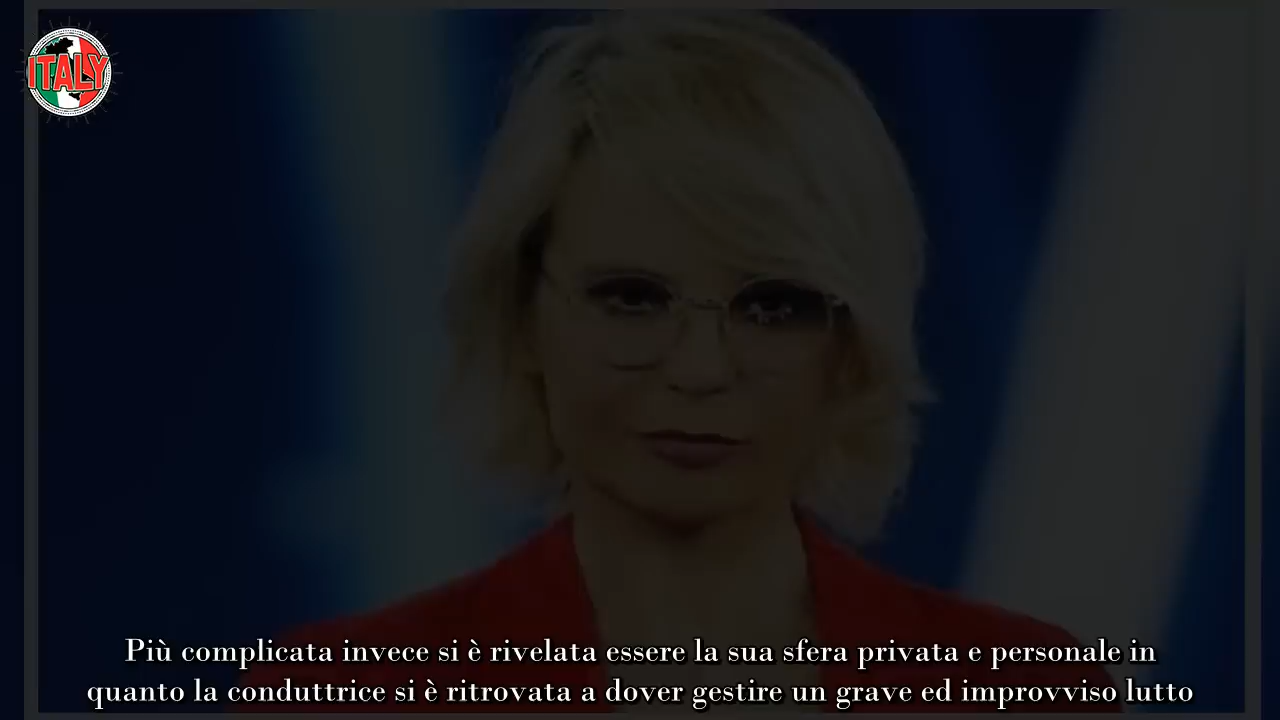 ITALY
Più complicata invece si è rivelata essere la sua sfera privata e personale in
quanto la conduttrice si è ritrovata a dover gestire un grave ed improvviso lutto